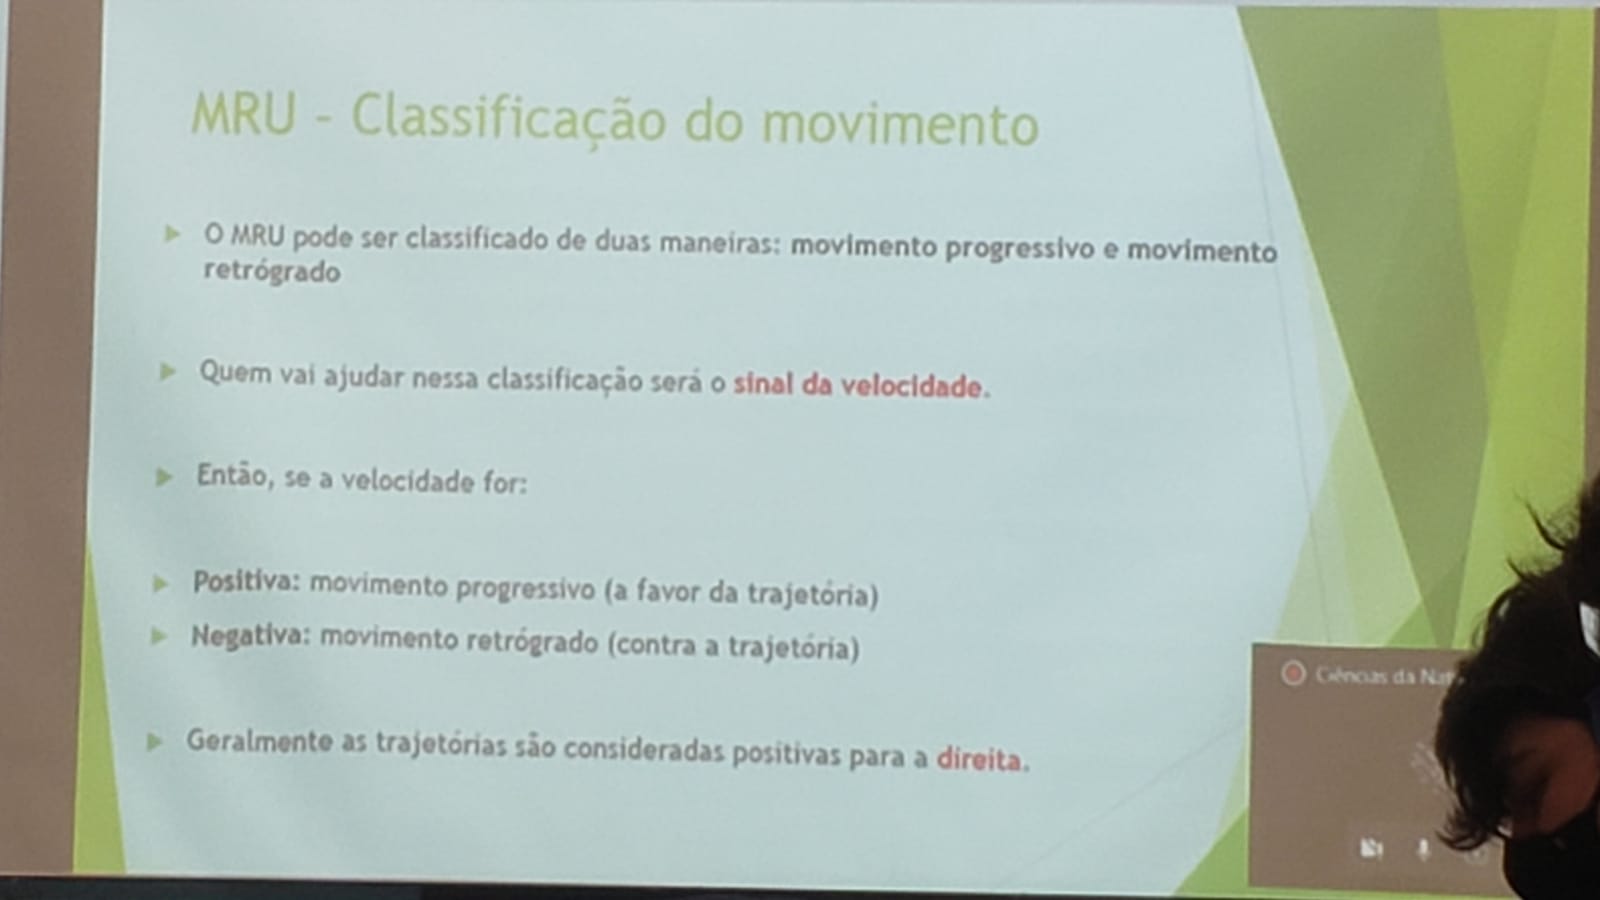 MRU - Classificação do movimento
O MRU pode ser classificado de duas maneiras: movimento progressivo e movimento
retrógrado
Quem vai ajudar nessa classificação será o sinal da velocidade.
Então, se a velocidade for:
Positiva: movimento progressivo (a favor da trajetória)
Negativa: movimento retrógrado (contra a trajetória)
Geralmente as trajetórias são consideradas positivas para a direita.
Ciências da